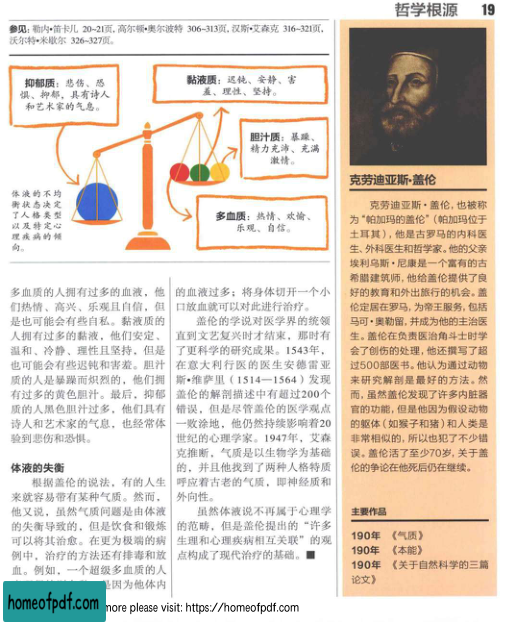 哲学根源 19
参见：勒内•笛卡儿 20~21页，高尔顿•奥尔波特 306~313页，汉斯•艾森克 316~321页，
沃尔特•米歇尔 326~327页。
抑郁质：悲伤、恐
惧、抑郁，具有诗人
和艺术家的气息。
黏液质：迟钝、安静、害
羞、理性、坚持。
胆汁质：暴躁、
精力充沛、充满
激情。
多血质：热情、欢愉、
乐观、自信。
体液的不均
衡状态决定
了人格类型
以及特定心
理疾病的倾
向。
多血质的人拥有过多的血液，他
们热情、高兴、乐观且自信，但
是也可能会有些自私。黏液质的
人拥有过多的黏液，他们安定、
温和、冷静、理性且坚持，但是
也可能会有些迟钝和害羞。胆汁
质的人是暴躁而炽烈的，他们拥
有过多的黄色胆汁。最后，抑郁
质的人黑色胆汁过多，他们具有
诗人和艺术家的气息，也经常体
验到悲伤和恐惧。
体液的失衡
根据盖伦的说法，有的人生
来就容易带有某种气质。然而，
他又说，虽然气质问题是由体液
的失衡导致的，但是饮食和锻炼
可以将其治愈。在更为极端的病
例中，治疗的方法还有排毒和放
血。例如，一个超级多血质的人
是因为他体内
的血液过多；将身体切开一个小
口放血就可以对此进行治疗。
盖伦的学说对医学界的统领
直到文艺复兴时才结束，那时有
了更科学的研究成果。1543年，
在意大利行医的医生安德雷亚
斯•维萨里（1514—1564）发现
盖伦的解剖描述中有超过200个
错误，但是尽管盖伦的医学观点
一败涂地，他仍然持续影响着20
世纪的心理学家。1947年，艾森
克推断，气质是以生物学为基础
的，并且他找到了两种人格特质
呼应着古老的气质，即神经质和
外向性。
虽然体液说不再属于心理学
的范畴，但是盖伦提出的“许多
生理和心理疾病相互关联”的观
点构成了现代治疗的基础。■
克劳迪亚斯•盖伦
克劳迪亚斯•盖伦，也被称
为“帕加玛的盖伦”（帕加玛位于
土耳其），他是古罗马的内科医
生、外科医生和哲学家。他的父亲
埃利乌斯•尼康是一个富有的古
希腊建筑师，他给盖伦提供了良
好的教育和外出旅行的机会。盖
伦定居在罗马，为帝王服务，包括
马可•奥勒留，并成为他的主治医
生。盖伦在负责医治角斗士时学
会了创伤的处理，他还撰写了超
过500部医书。他认为通过动物
来研究解剖是最好的方法。然
而，虽然盖伦发现了许多内脏器
官的功能，但是他因为假设动物
的躯体（如猴子和猪）和人类是
非常相似的，所以也犯了不少错
误。盖伦活了至少70岁，关于盖
伦的争论在他死后仍在继续。
主要作品
190年 《气质》
190年 《本能》
190年 《关于自然科学的三篇
论文》
homeofpdf.com
more please visit: https://homeofpdf.com